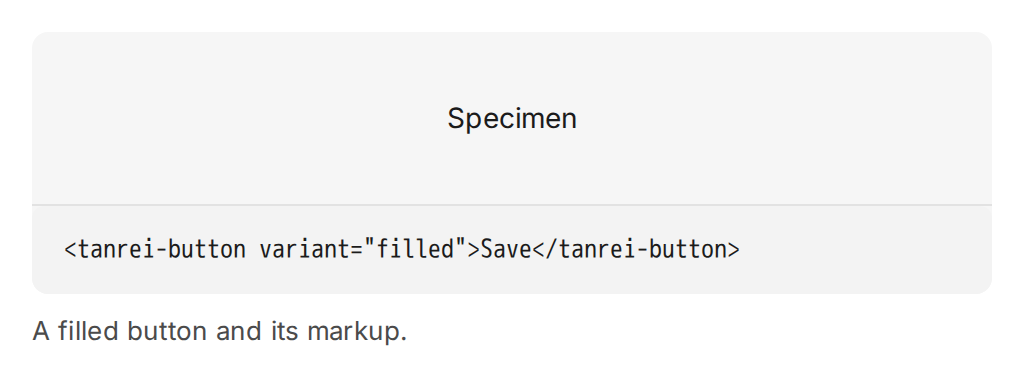 Specimen
<tanrei-button variant="filled">Save</tanrei-button>
A filled button and its markup.